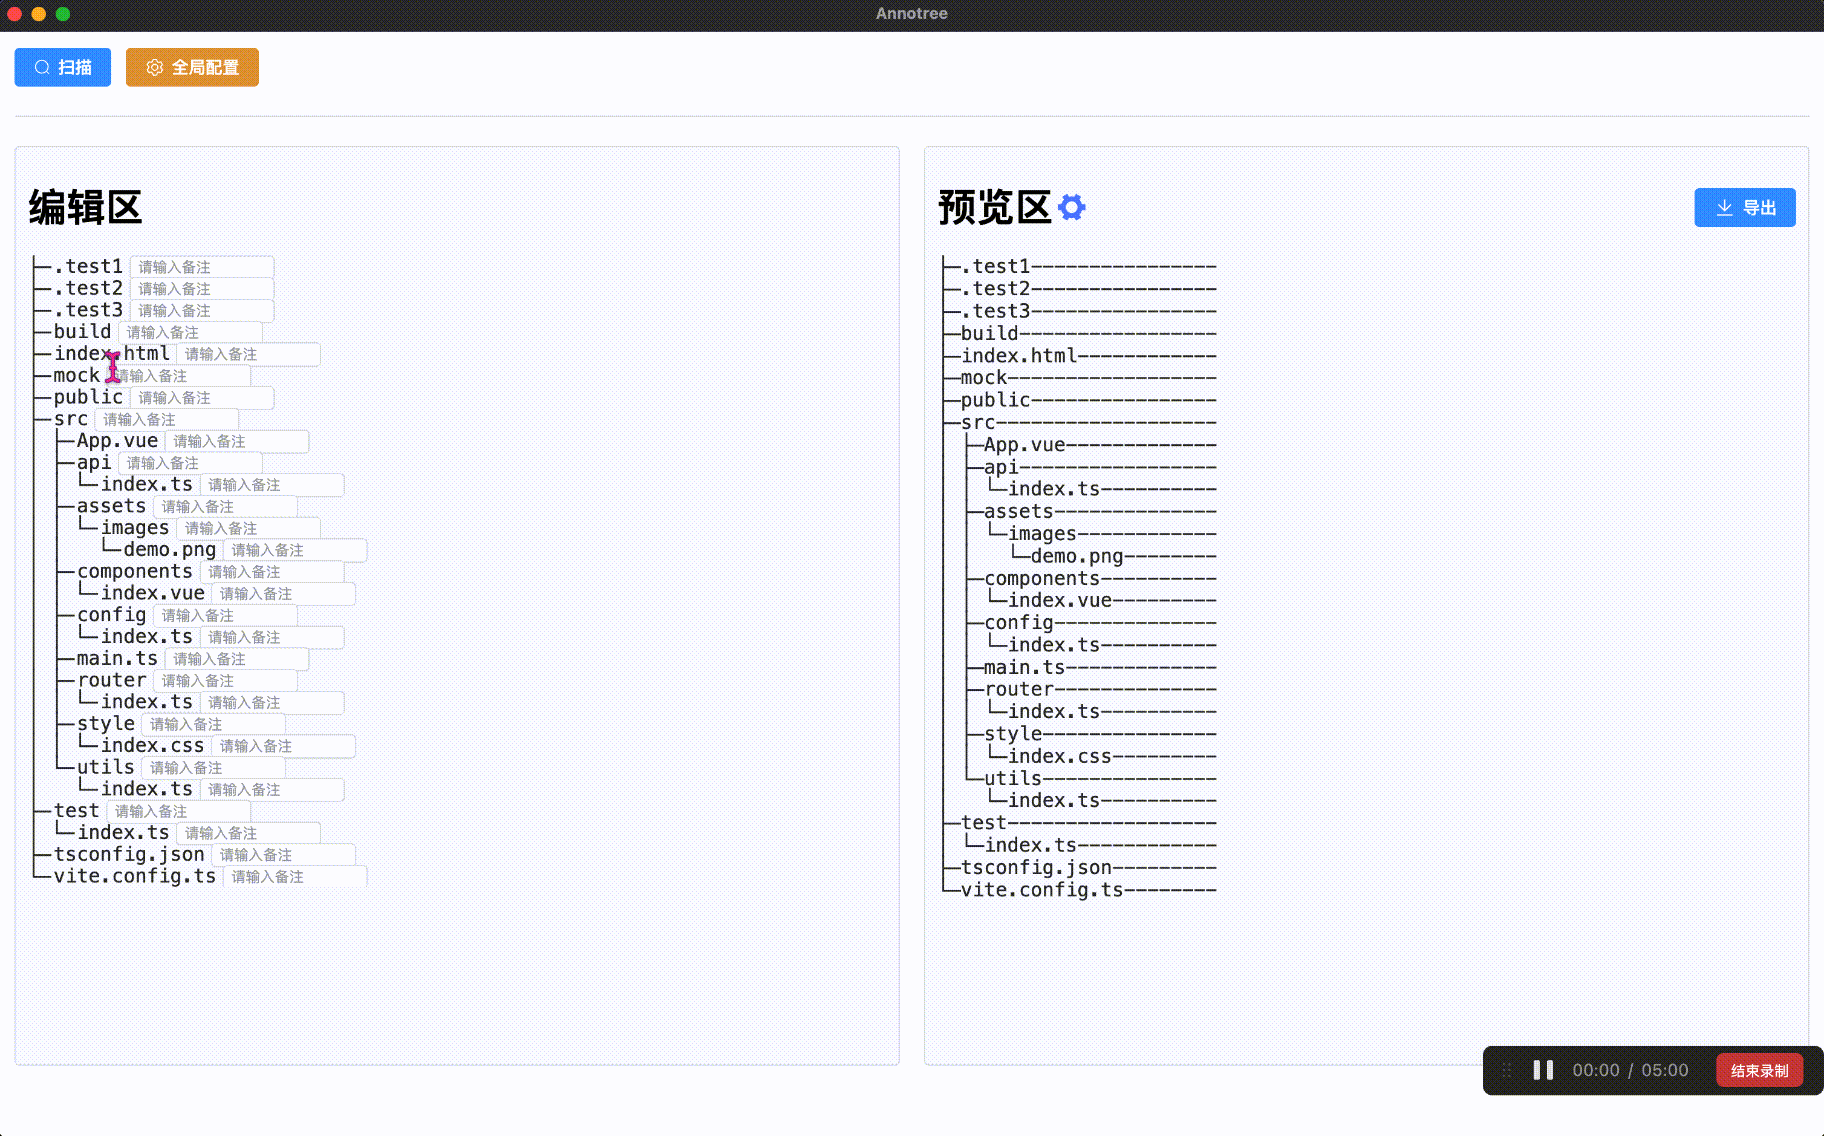 Annotree
扫描 全局配置
编辑区
├─.test1 请输入备注
├─.test2 请输入备注
├─.test3 请输入备注
├─build 请输入备注
├─index.html 请输入备注
├─mock 请输入备注
├─public 请输入备注
├─src 请输入备注
│ ├─App.vue 请输入备注
│ ├─api 请输入备注
│ │ └─index.ts 请输入备注
│ ├─assets 请输入备注
│ │ └─images 请输入备注
│ │   └─demo.png 请输入备注
│ ├─components 请输入备注
│ │ └─index.vue 请输入备注
│ ├─config 请输入备注
│ │ └─index.ts 请输入备注
│ ├─main.ts 请输入备注
│ ├─router 请输入备注
│ │ └─index.ts 请输入备注
│ ├─style 请输入备注
│ │ └─index.css 请输入备注
│ └─utils 请输入备注
│   └─index.ts 请输入备注
├─test 请输入备注
│ └─index.ts 请输入备注
├─tsconfig.json 请输入备注
└─vite.config.ts 请输入备注
预览区 导出
├─.test1----------------
├─.test2----------------
├─.test3----------------
├─build-----------------
├─index.html------------
├─mock------------------
├─public----------------
├─src-------------------
│ ├─App.vue-------------
│ ├─api-----------------
│ │ └─index.ts----------
│ ├─assets--------------
│ │ └─images------------
│ │   └─demo.png--------
│ ├─components----------
│ │ └─index.vue---------
│ ├─config--------------
│ │ └─index.ts----------
│ ├─main.ts-------------
│ ├─router--------------
│ │ └─index.ts----------
│ ├─style---------------
│ │ └─index.css---------
│ └─utils---------------
│   └─index.ts----------
├─test------------------
│ └─index.ts------------
├─tsconfig.json---------
└─vite.config.ts--------
00:00 / 05:00 结束录制